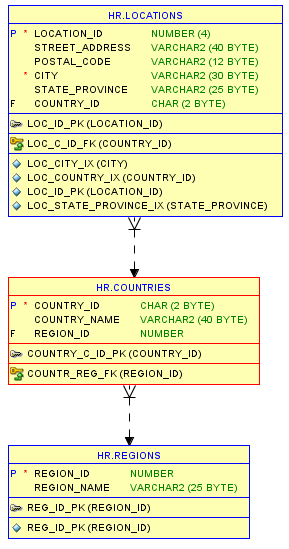 HR.LOCATIONS
P * LOCATION_ID NUMBER (4)
STREET_ADDRESS VARCHAR2 (40 BYTE)
POSTAL_CODE VARCHAR2 (12 BYTE)
* CITY VARCHAR2 (30 BYTE)
STATE_PROVINCE VARCHAR2 (25 BYTE)
F COUNTRY_ID CHAR (2 BYTE)
LOC_ID_PK (LOCATION_ID)
LOC_C_ID_FK (COUNTRY_ID)
LOC_CITY_IX (CITY)
LOC_COUNTRY_IX (COUNTRY_ID)
LOC_ID_PK (LOCATION_ID)
LOC_STATE_PROVINCE_IX (STATE_PROVINCE)
HR.COUNTRIES
P * COUNTRY_ID CHAR (2 BYTE)
COUNTRY_NAME VARCHAR2 (40 BYTE)
F REGION_ID NUMBER
COUNTRY_C_ID_PK (COUNTRY_ID)
COUNTR_REG_FK (REGION_ID)
HR.REGIONS
P * REGION_ID NUMBER
REGION_NAME VARCHAR2 (25 BYTE)
REG_ID_PK (REGION_ID)
REG_ID_PK (REGION_ID)